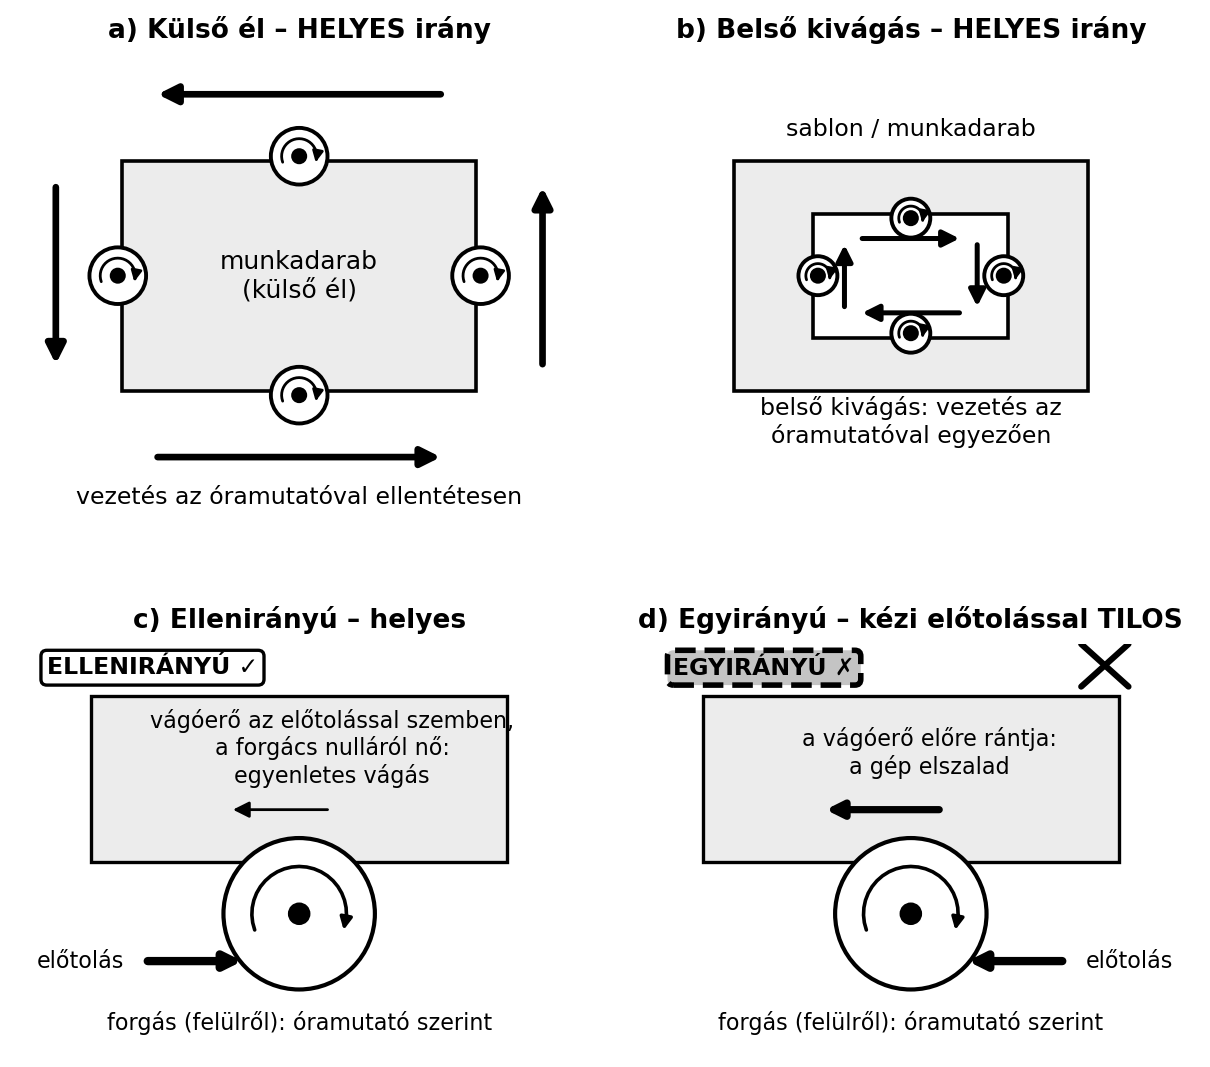 a) Külső él – HELYES irány
munkadarab
(külső él)
vezetés az óramutatóval ellentétesen
b) Belső kivágás – HELYES irány
sablon / munkadarab
belső kivágás: vezetés az
óramutatóval egyezően
c) Ellenirányú – helyes
ELLENIRÁNYÚ ✓
vágóerő az előtolással szemben,
a forgács nulláról nő:
egyenletes vágás
előtolás
forgás (felülről): óramutató szerint
d) Egyirányú – kézi előtolással TILOS
EGYIRÁNYÚ ✗
a vágóerő előre rántja:
a gép elszalad
előtolás
forgás (felülről): óramutató szerint